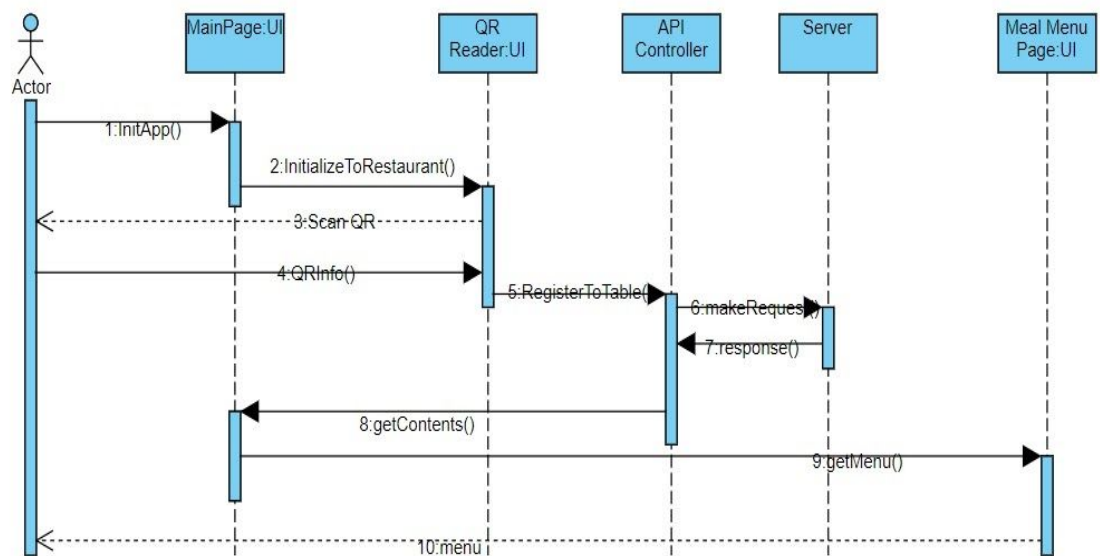 MainPage:UI
QR
Reader:UI
API
Controller
Server
Meal Menu
Page:UI
Actor
1:InitApp()
2:InitializeToRestaurant()
3:Scan QR
4:QRInfo()
5:RegisterToTable()
6:makeRequest()
7:response()
8:getContents()
9:getMenu()
10:menu